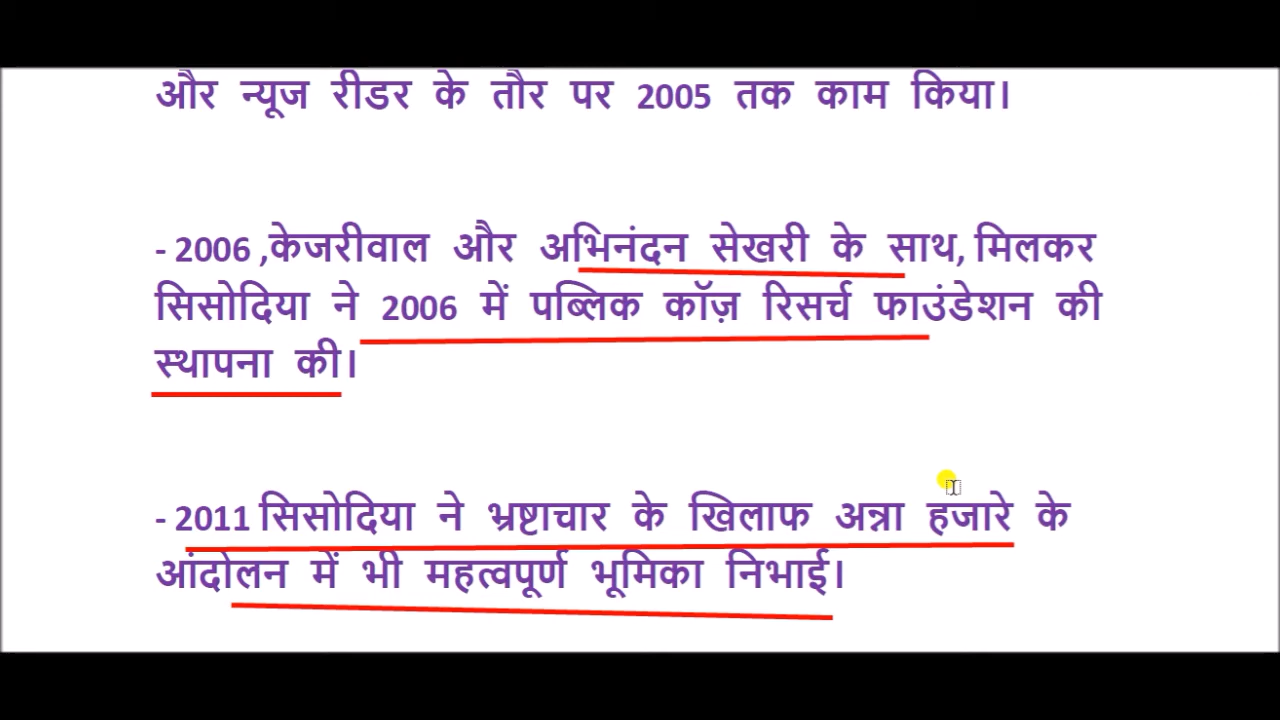 और न्यूज रीडर के तौर पर 2005 तक काम किया।
- 2006 ,केजरीवाल और अभिनंदन सेखरी के साथ, मिलकर
सिसोदिया ने 2006 में पब्लिक कॉज़ रिसर्च फाउंडेशन की
स्थापना की।
- 2011 सिसोदिया ने भ्रष्टाचार के खिलाफ अन्ना हजारे के
आंदोलन में भी महत्वपूर्ण भूमिका निभाई।